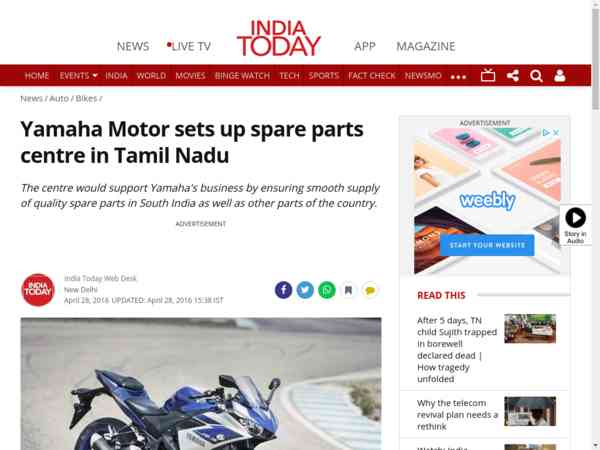 NEWS
LIVE TV
INDIA
TODAY
APP
MAGAZINE
HOME EVENTS INDIA WORLD MOVIES BINGE WATCH TECH SPORTS FACT CHECK NEWSMO
News / Auto / Bikes /
Yamaha Motor sets up spare parts
centre in Tamil Nadu
The centre would support Yamaha's business by ensuring smooth supply
of quality spare parts in South India as well as other parts of the country.
ADVERTISEMENT
INDIA
TODAY
India Today Web Desk
New Delhi
April 28, 2016 UPDATED: April 28, 2016 15:38 IST
YAMAHA
ADVERTISEMENT
weebly
START YOUR WEBSITE
Story in
Audio
READ THIS
After 5 days, TN
child Sujith trapped
in borewell
declared dead |
How tragedy
unfolded
Why the telecom
revival plan needs a
rethink
Watch: India